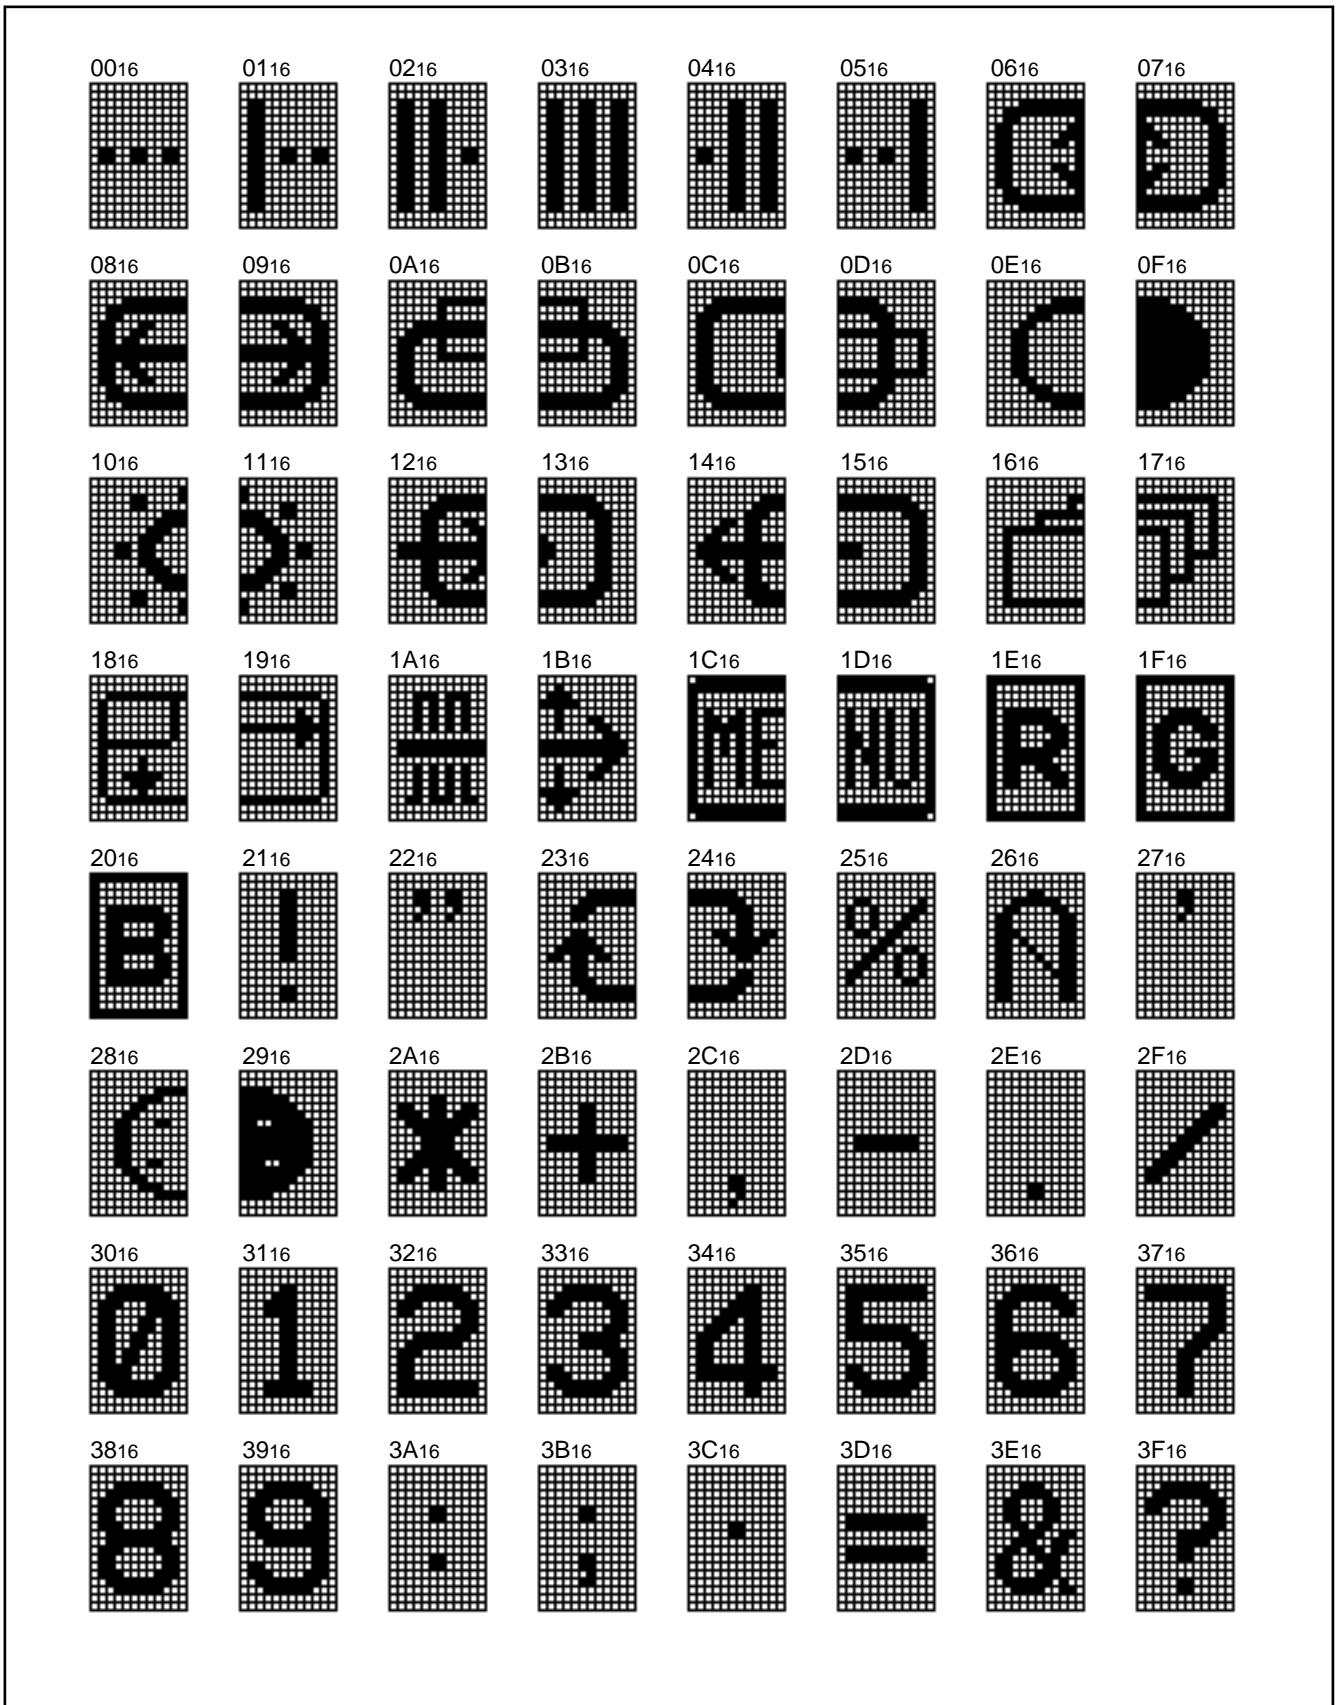 0016 0116 0216 0316 0416 0516 0616 0716
0816 0916 0A16 0B16 0C16 0D16 0E16 0F16
1016 1116 1216 1316 1416 1516 1616 1716
1816 1916 1A16 1B16 1C16 1D16 1E16 1F16
ME NU R G
2016 2116 2216 2316 2416 2516 2616 2716
B ! ” % ’
2816 2916 2A16 2B16 2C16 2D16 2E16 2F16
* + , - . /
3016 3116 3216 3316 3416 3516 3616 3716
0 1 2 3 4 5 6 7
3816 3916 3A16 3B16 3C16 3D16 3E16 3F16
8 9 : ; · = & ?